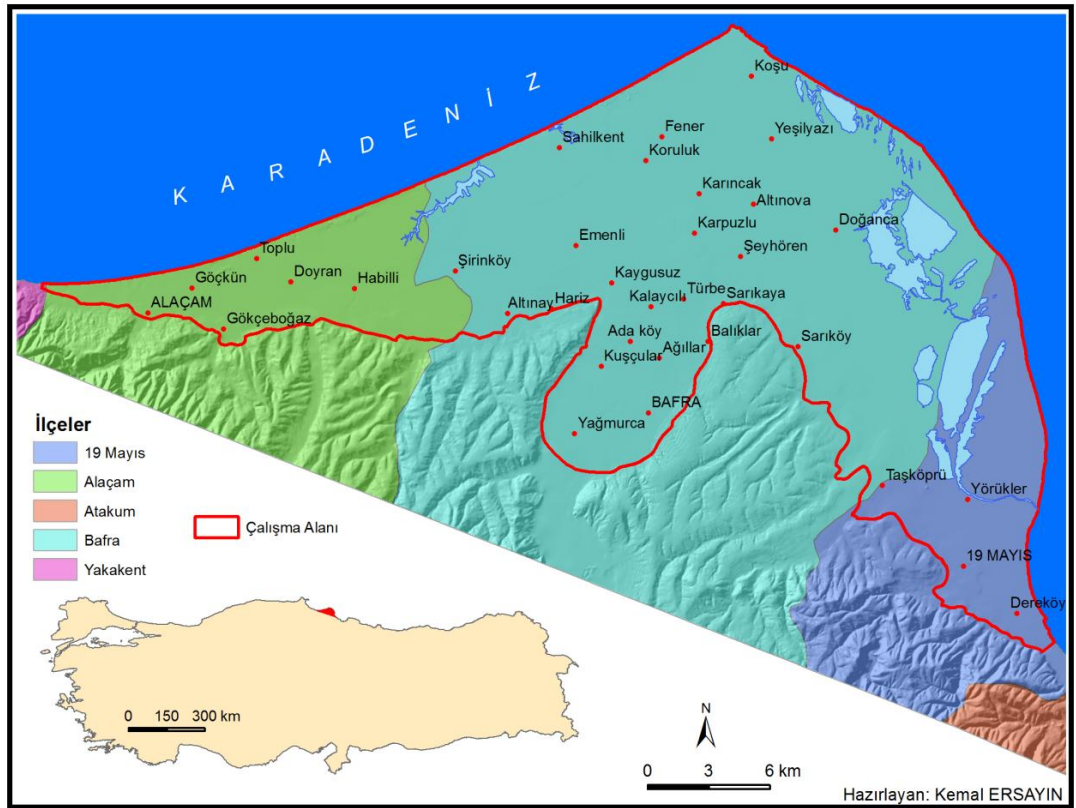 KARADENİZ
Koşu
Fener
Yeşilyazı
Sahilkent
Koruluk
Karıncak
Altınova
Karpuzlu
Doğanca
Emenli
Şeyhören
Toplu
Şirinköy
Göçkün
Doyran
Habilli
Kaygusuz
Türbe
Kalaycılı
Sarıkaya
Altınay
Hariz
ALAÇAM
Gökçeboğaz
Ada köy
Balıklar
Sarıköy
Ağıllar
Kuşçular
BAFRA
Yağmurca
Taşköprü
Yörükler
19 MAYIS
Dereköy
İlçeler
19 Mayıs
Alaçam
Atakum
Bafra
Yakakent
Çalışma Alanı
0 150 300 km
N
0 3 6 km
Hazırlayan: Kemal ERSAYIN